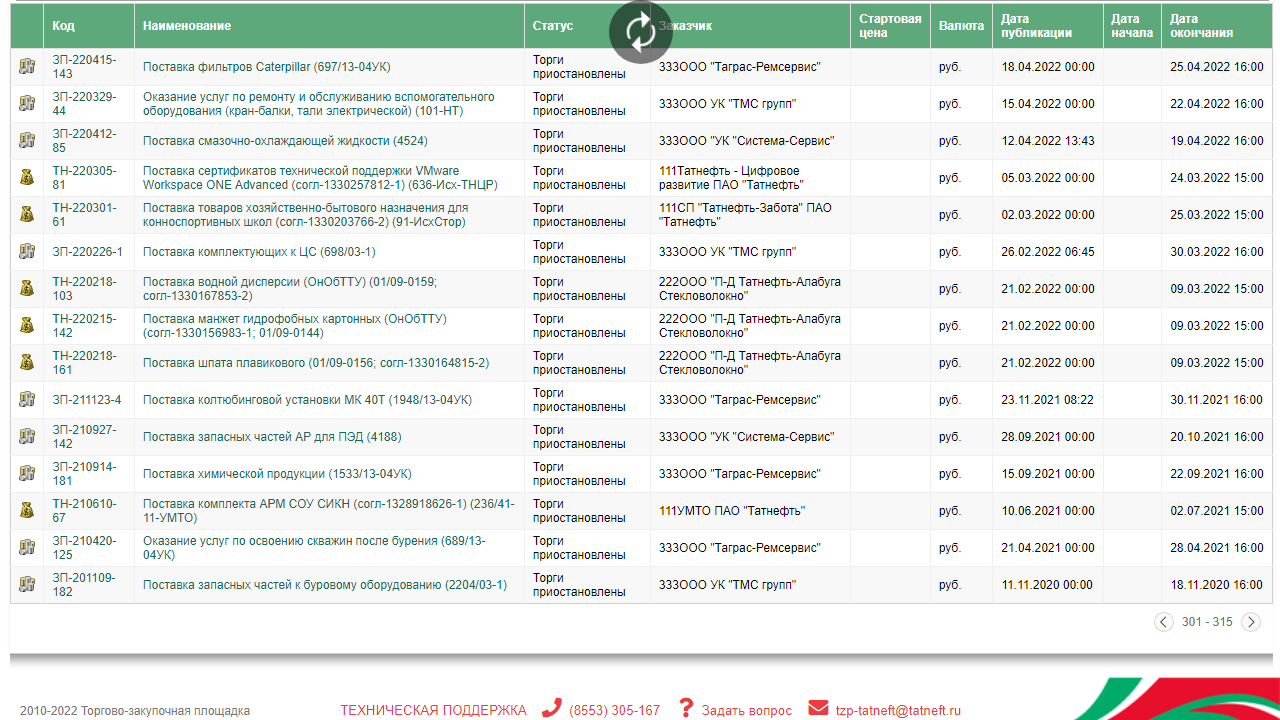 Код Наименование Статус Заказчик Стартовая цена Валюта Дата публикации Дата начала Дата окончания
ЗП-220415-143 Поставка фильтров Caterpillar (697/13-04УК) Торги приостановлены 333ООО "Таграс-Ремсервис" руб. 18.04.2022 00:00 25.04.2022 16:00
ЗП-220329-44 Оказание услуг по ремонту и обслуживанию вспомогательного оборудования (кран-балки, тали электрической) (101-НТ) Торги приостановлены 333ООО УК "ТМС групп" руб. 15.04.2022 00:00 22.04.2022 16:00
ЗП-220412-85 Поставка смазочно-охлаждающей жидкости (4524) Торги приостановлены 333ООО "УК "Система-Сервис" руб. 12.04.2022 13:43 19.04.2022 16:00
ТН-220305-81 Поставка сертификатов технической поддержки VMware Workspace ONE Advanced (согл-1330257812-1) (636-Исх-ТНЦР) Торги приостановлены 111Татнефть - Цифровое развитие ПАО "Татнефть" руб. 05.03.2022 00:00 24.03.2022 15:00
ТН-220301-61 Поставка товаров хозяйственно-бытового назначения для конноспортивных школ (согл-1330203766-2) (91-ИсхСтор) Торги приостановлены 111СП "Татнефть-Забота" ПАО "Татнефть" руб. 02.03.2022 00:00 25.03.2022 15:00
ЗП-220226-1 Поставка комплектующих к ЦС (698/03-1) Торги приостановлены 333ООО УК "ТМС групп" руб. 26.02.2022 06:45 30.03.2022 16:00
ТН-220218-103 Поставка водной дисперсии (ОнОбТТУ) (01/09-0159; согл-1330167853-2) Торги приостановлены 222ООО "П-Д Татнефть-Алабуга Стекловолокно" руб. 21.02.2022 00:00 09.03.2022 15:00
ТН-220215-142 Поставка манжет гидрофобных картонных (ОнОбТТУ) (согл-1330156983-1; 01/09-0144) Торги приостановлены 222ООО "П-Д Татнефть-Алабуга Стекловолокно" руб. 21.02.2022 00:00 09.03.2022 15:00
ТН-220218-161 Поставка шпата плавикового (01/09-0156; согл-1330164815-2) Торги приостановлены 222ООО "П-Д Татнефть-Алабуга Стекловолокно" руб. 21.02.2022 00:00 09.03.2022 15:00
ЗП-211123-4 Поставка колтюбинговой установки МК 40Т (1948/13-04УК) Торги приостановлены 333ООО "Таграс-Ремсервис" руб. 23.11.2021 08:22 30.11.2021 16:00
ЗП-210927-142 Поставка запасных частей АР для ПЭД (4188) Торги приостановлены 333ООО "УК "Система-Сервис" руб. 28.09.2021 00:00 20.10.2021 16:00
ЗП-210914-181 Поставка химической продукции (1533/13-04УК) Торги приостановлены 333ООО "Таграс-Ремсервис" руб. 15.09.2021 00:00 22.09.2021 16:00
ТН-210610-67 Поставка комплекта АРМ СОУ СИКН (согл-1328918626-1) (236/41-11-УМТО) Торги приостановлены 111УМТО ПАО "Татнефть" руб. 10.06.2021 00:00 02.07.2021 15:00
ЗП-210420-125 Оказание услуг по освоению скважин после бурения (689/13-04УК) Торги приостановлены 333ООО "Таграс-Ремсервис" руб. 21.04.2021 00:00 28.04.2021 16:00
ЗП-201109-182 Поставка запасных частей к буровому оборудованию (2204/03-1) Торги приостановлены 333ООО УК "ТМС групп" руб. 11.11.2020 00:00 18.11.2020 16:00
301 - 315
2010-2022 Торгово-закупочная площадка ТЕХНИЧЕСКАЯ ПОДДЕРЖКА (8553) 305-167 Задать вопрос tzp-tatneft@tatneft.ru